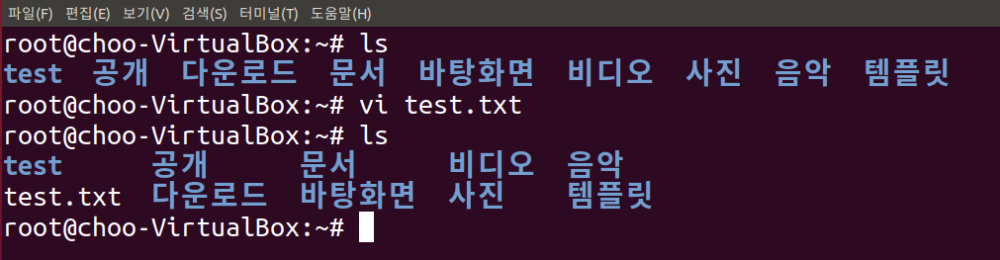 파일(F) 편집(E) 보기(V) 검색(S) 터미널(T) 도움말(H)
root@choo-VirtualBox:~# ls
test 공개 다운로드 문서 바탕화면 비디오 사진 음악 템플릿
root@choo-VirtualBox:~# vi test.txt
root@choo-VirtualBox:~# ls
test 공개 문서 비디오 음악
test.txt 다운로드 바탕화면 사진 템플릿
root@choo-VirtualBox:~#